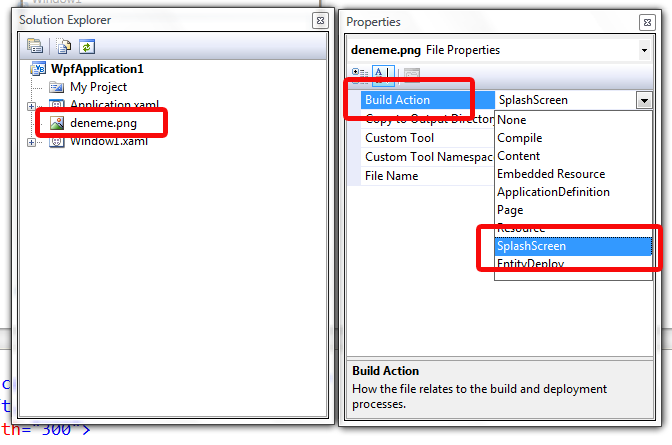 Window1
Solution Explorer
WpfApplication1
My Project
Application.xaml
deneme.png
Window1.xaml
Properties
deneme.png File Properties
Build Action SplashScreen
Copy to Output Director
Custom Tool
Custom Tool Namespac
File Name
None
Compile
Content
Embedded Resource
ApplicationDefinition
Page
Resource
SplashScreen
EntityDeploy
Build Action
How the file relates to the build and deployment
processes.
th="300">